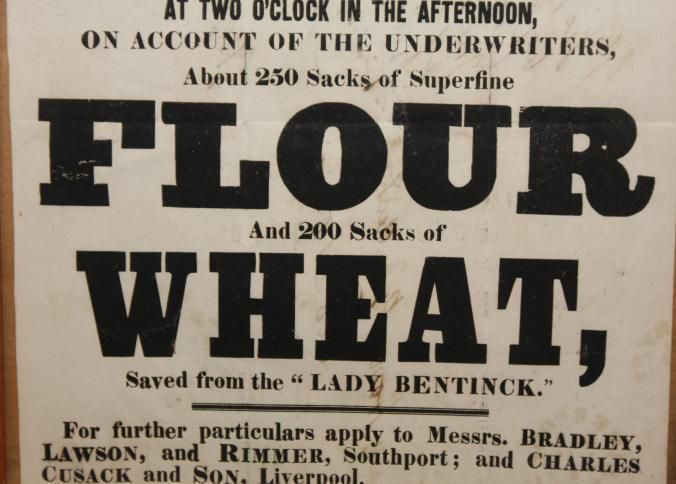 AT TWO O'CLOCK IN THE AFTERNOON,
ON ACCOUNT OF THE UNDERWRITERS,
About 250 Sacks of Superfine
FLOUR
And 200 Sacks of
WHEAT,
Saved from the “LADY BENTINCK.”
For further particulars apply to Messrs. BRADLEY,
LAWSON, and RIMMER, Southport; and CHARLES
CUSACK and SON, Liverpool.